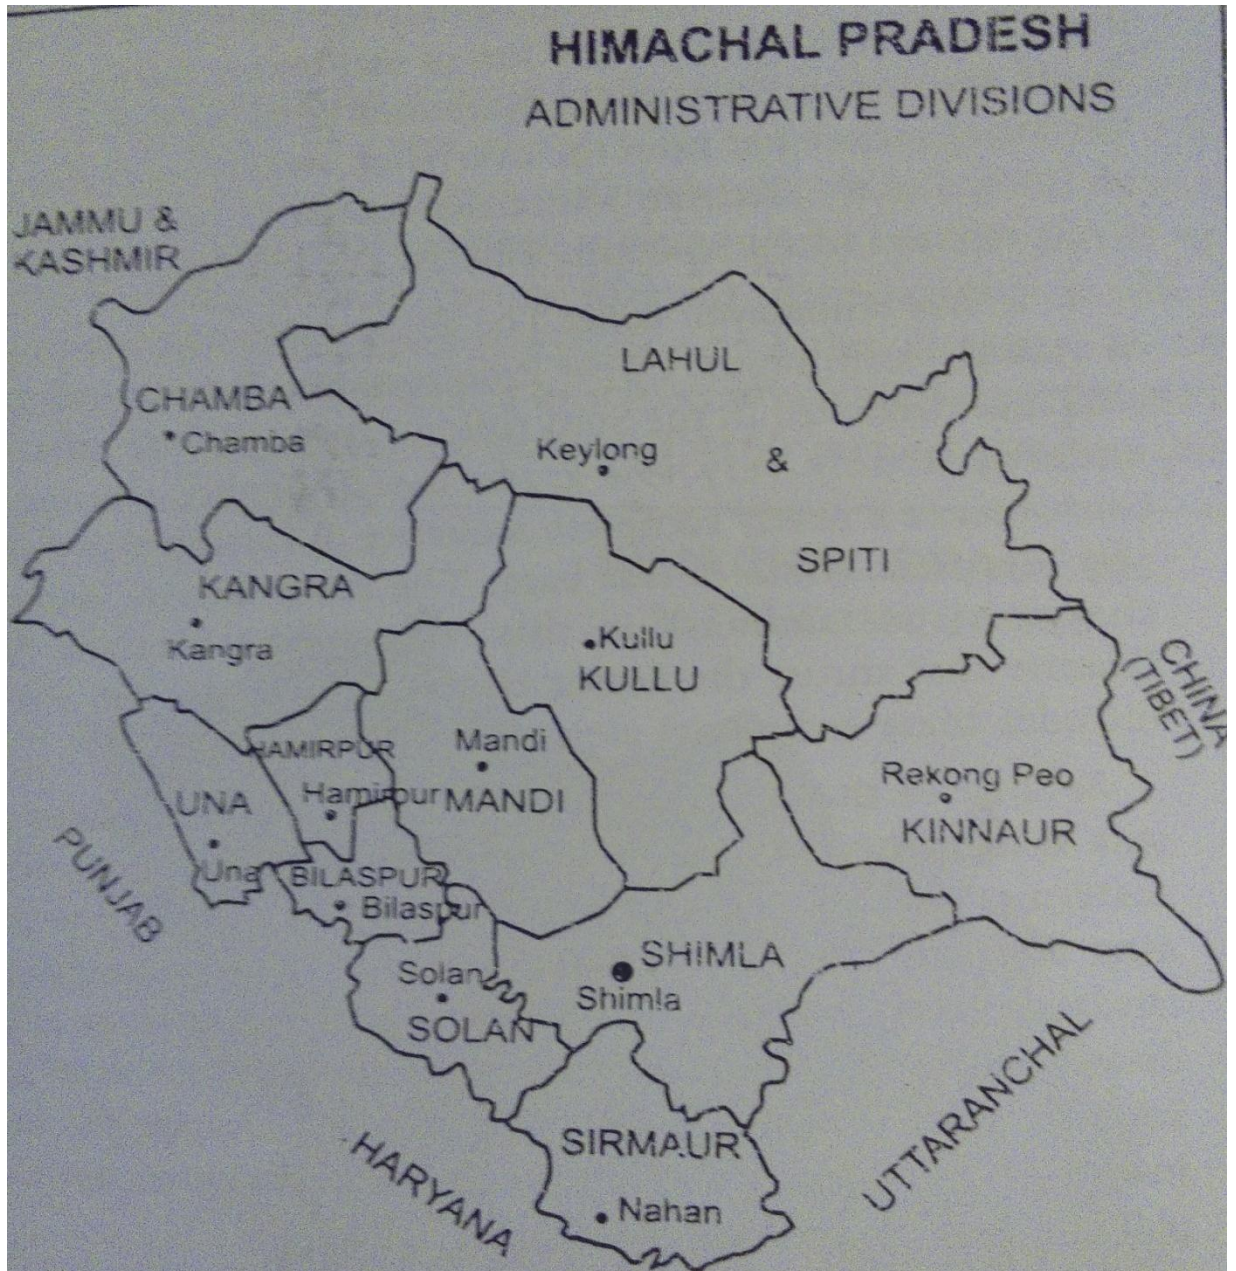 HIMACHAL PRADESH
ADMINISTRATIVE DIVISIONS
JAMMU &
KASHMIR
LAHUL
CHAMBA
Chamba
Keylong
&
SPITI
KANGRA
Kangra
Kullu
KULLU
CHINA
(TIBET)
HAMIRPUR
Mandi
Hamirpur
MANDI
UNA
Una
Rekong Peo
KINNAUR
PUNJAB
BILASPUR
Bilaspur
SHIMLA
Shimla
Solan
SOLAN
UTTARANCHAL
HARYANA
SIRMAUR
Nahan